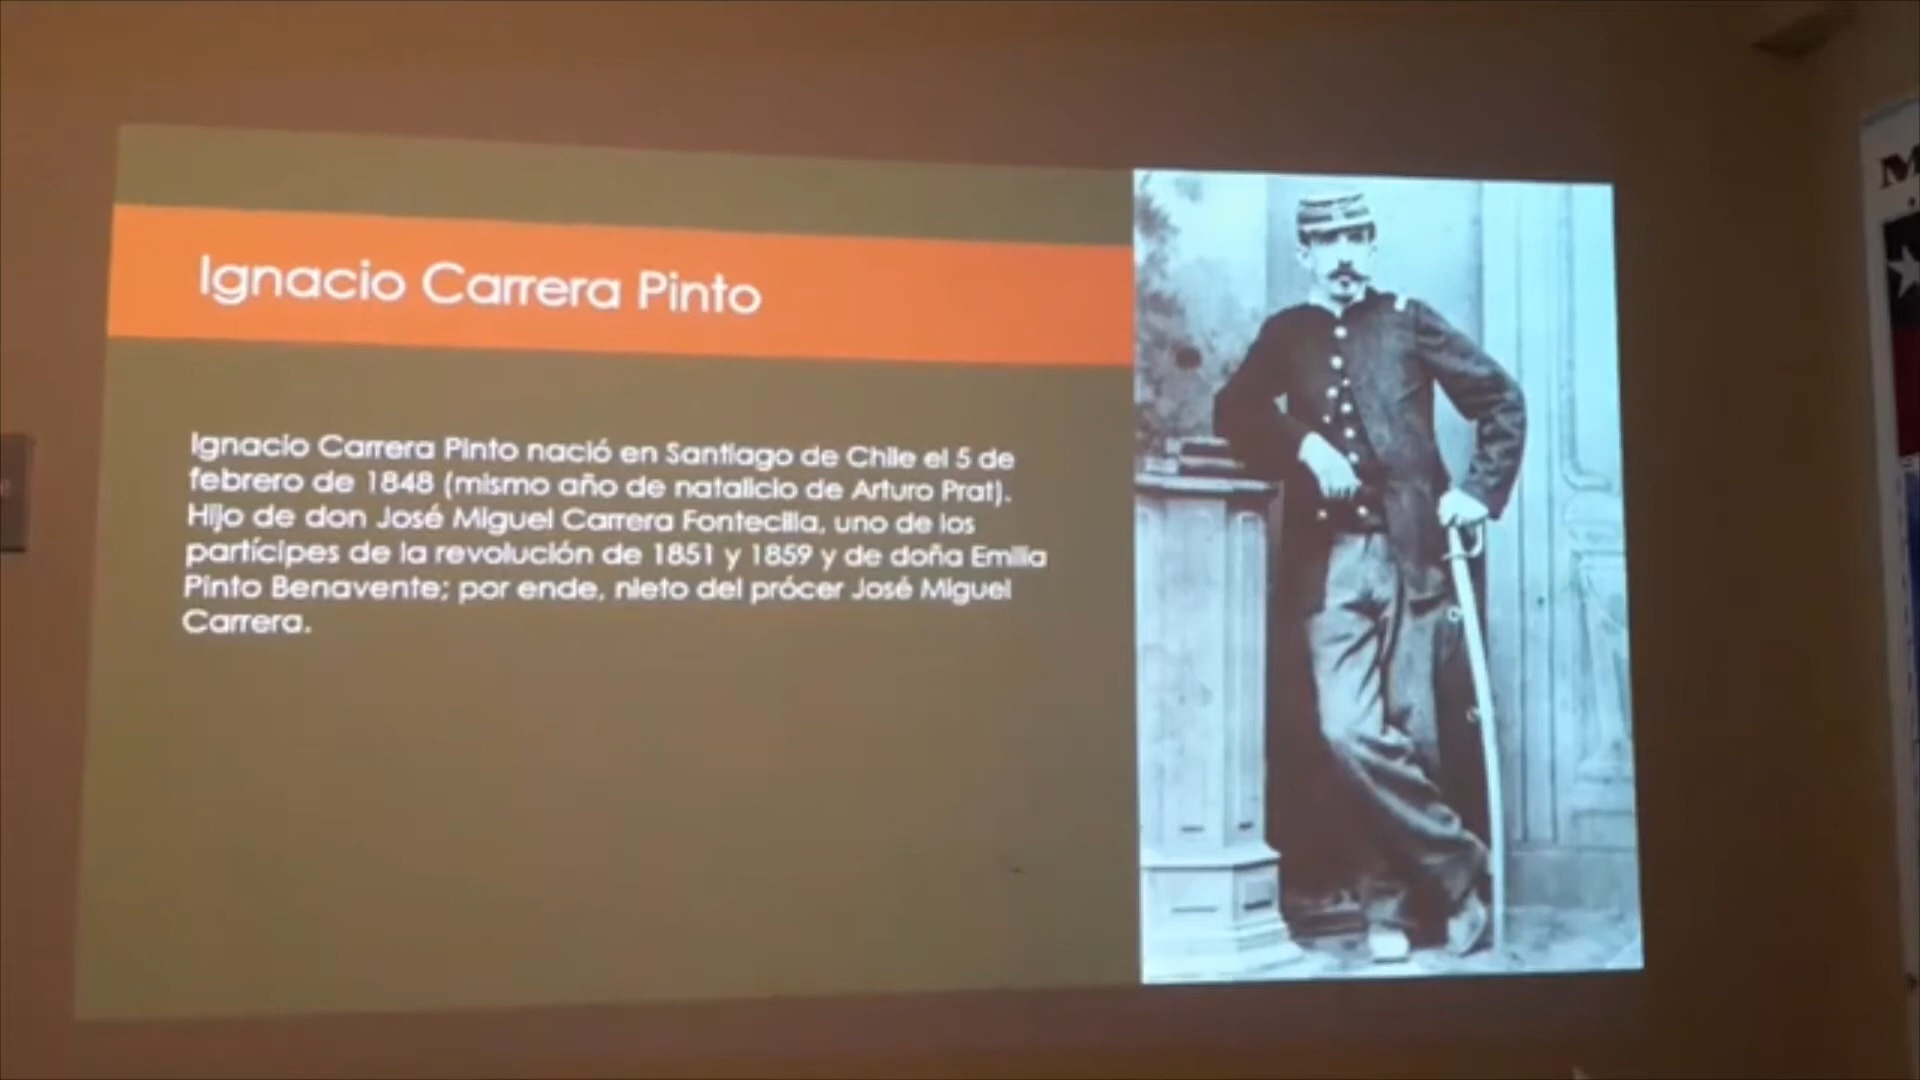 Ignacio Carrera Pinto
Ignacio Carrera Pinto nació en Santiago de Chile el 5 de
febrero de 1848 (mismo año de natalicio de Arturo Prat).
Hijo de don José Miguel Carrera Fontecilla, uno de los
partícipes de la revolución de 1851 y 1859 y de doña Emilia
Pinto Benavente; por ende, nieto del prócer José Miguel
Carrera.
M